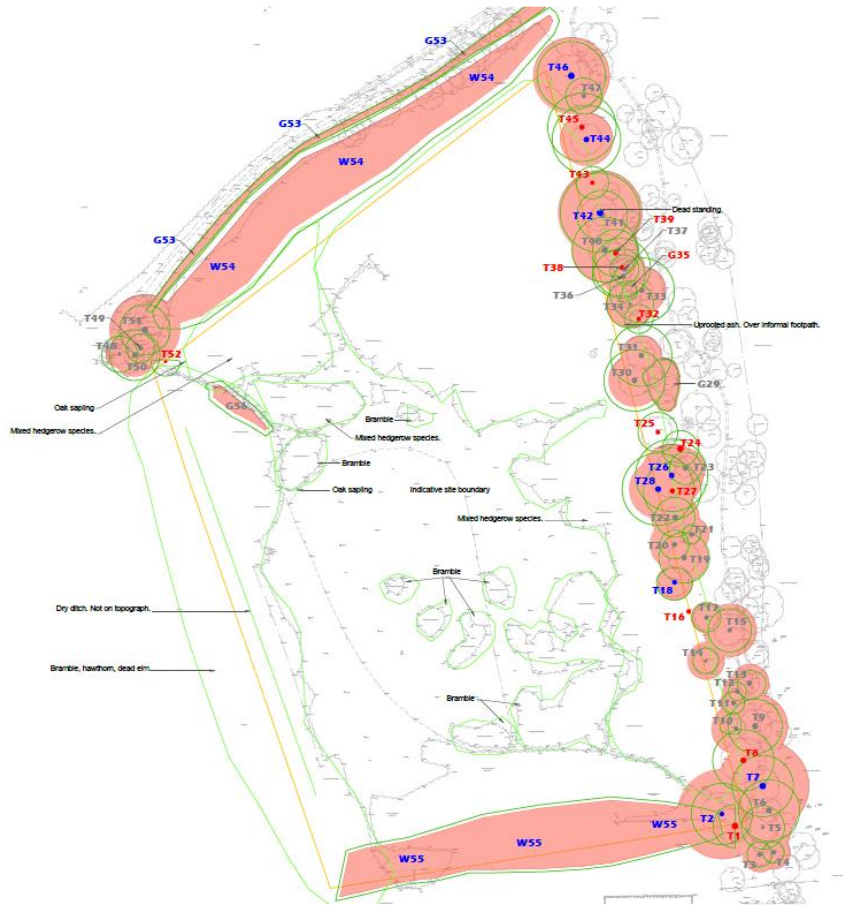 G53
T46
W54
T47
T45
T44
G53
W54
T43
Dead standing.
T42
T39
T41
T37
G53
T40
G35
W54
T38
T36
T33
T34
T49
T51
T32
Uprooted ash. Over informal footpath.
T48
T52
T50
T31
T30
G29
Oak sapling
G56
Bramble
T25
Mixed hedgerow species.
Mixed hedgerow species.
T24
Bramble
T26
T23
T28
Oak sapling
Indicative site boundary
T27
Mixed hedgerow species.
T22
T21
T20
T19
Bramble
T18
Dry ditch. Not on topograph.
T16
T17
T15
T14
Bramble, hawthorn, dead elm.
T13
T12
Bramble
T11
T10
T9
T8
T7
T6
W55
T2
T5
W55
T1
W55
T3
T4